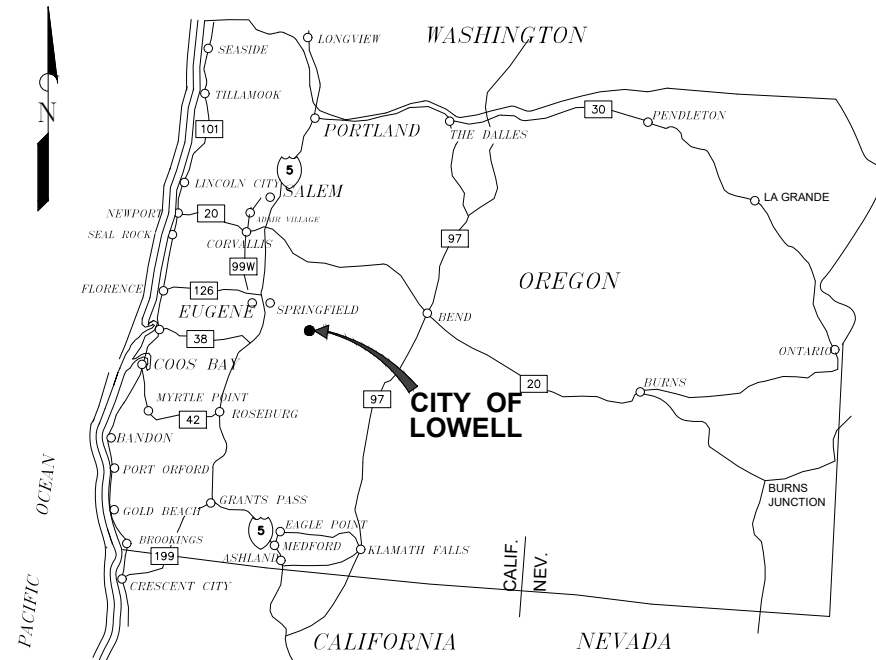 LONGVIEW
WASHINGTON
SEASIDE
N
TILLAMOOK
30
PENDLETON
101
PORTLAND
THE DALLES
5
LINCOLN CITY
SALEM
LA GRANDE
NEWPORT
20
ADAIR VILLAGE
SEAL ROCK
CORVALLIS
97
99W
OREGON
FLORENCE
126
EUGENE
SPRINGFIELD
BEND
38
ONTARIO
COOS BAY
20
BURNS
MYRTLE POINT
97
CITY OF
LOWELL
42
ROSEBURG
BANDON
PORT ORFORD
OCEAN
BURNS
JUNCTION
GOLD BEACH
GRANTS PASS
5
EAGLE POINT
BROOKINGS
MEDFORD
KLAMATH FALLS
199
ASHLAND
CALIF.
NEV.
CRESCENT CITY
PACIFIC
CALIFORNIA
NEVADA